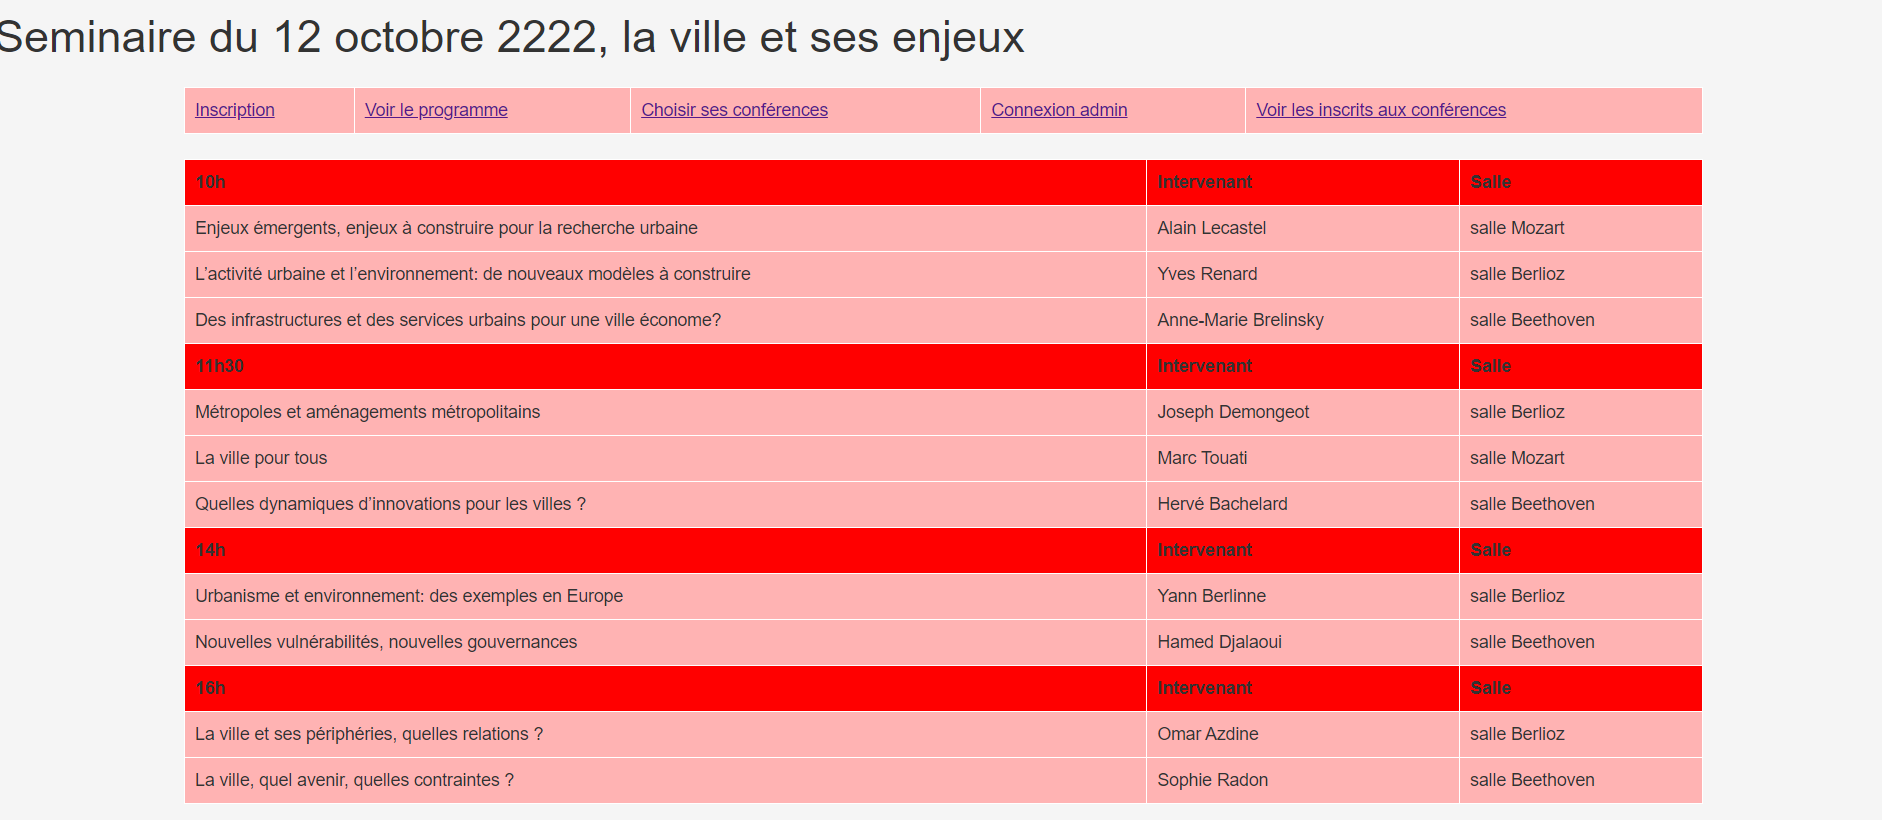 Seminaire du 12 octobre 2222, la ville et ses enjeux
Inscription Voir le programme Choisir ses conférences Connexion admin Voir les inscrits aux conférences
10h Intervenant Salle
Enjeux émergents, enjeux à construire pour la recherche urbaine Alain Lecastel salle Mozart
L’activité urbaine et l’environnement: de nouveaux modèles à construire Yves Renard salle Berlioz
Des infrastructures et des services urbains pour une ville économe? Anne-Marie Brelinsky salle Beethoven
11h30 Intervenant Salle
Métropoles et aménagements métropolitains Joseph Demongeot salle Berlioz
La ville pour tous Marc Touati salle Mozart
Quelles dynamiques d’innovations pour les villes ? Hervé Bachelard salle Beethoven
14h Intervenant Salle
Urbanisme et environnement: des exemples en Europe Yann Berlinne salle Berlioz
Nouvelles vulnérabilités, nouvelles gouvernances Hamed Djalaoui salle Beethoven
16h Intervenant Salle
La ville et ses périphéries, quelles relations ? Omar Azdine salle Berlioz
La ville, quel avenir, quelles contraintes ? Sophie Radon salle Beethoven